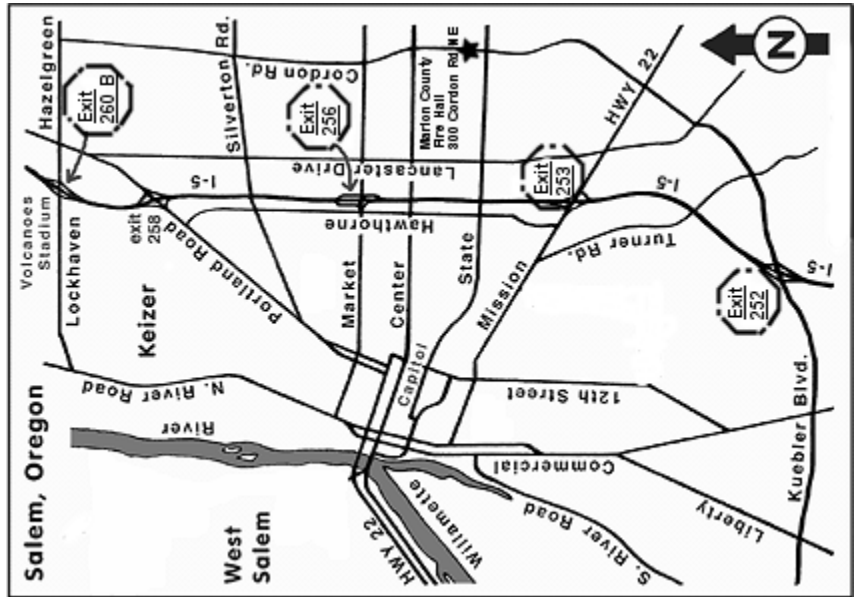 Salem, Oregon
West
Salem
HWY 22
Willamette
River
N. River Road
Keizer
Lockhaven
Volcanoes
Stadium
Hazelgreen
Exit
260 B
exit
258
Portland Road
I-5
Silverton Rd.
Cordon Rd.
Exit
256
Lancaster Drive
Hawthorne
Market
Center
State
Capitol
Mission
Marion County
Fire Hall
300 Cordon Rd NE
Exit
253
HWY 22
I-5
Turner Rd.
Exit
252
I-5
12th Street
Commercial
S. River Road
Liberty
Kuebler Blvd.
N